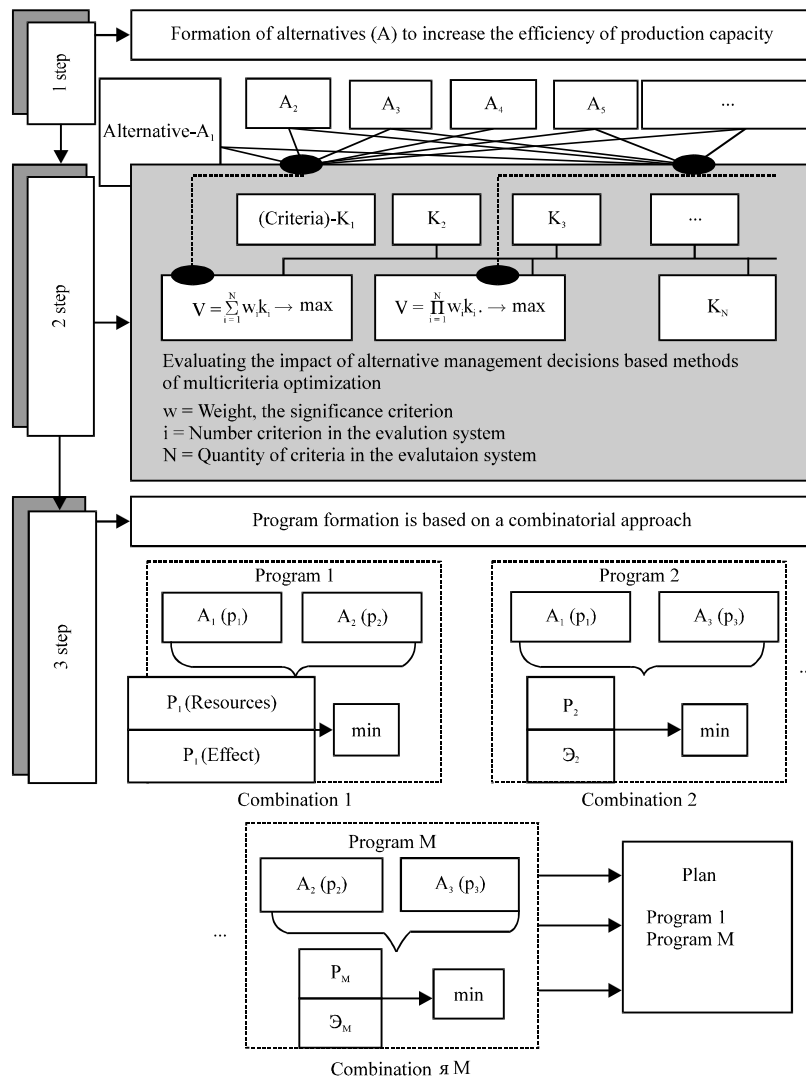 1 step
Formation of alternatives (A) to increase the efficiency of production capacity
Alternative-A₁
A₂
A₃
A₄
A₅
...
2 step
(Criteria)-K₁
K₂
K₃
...
V = ∑ᵢ₌₁ᴺ wᵢkᵢ → max
V = ∏ᵢ₌₁ᴺ wᵢkᵢ. → max
K_N
Evaluating the impact of alternative management decisions based methods
of multicriteria optimization
w = Weight, the significance criterion
i = Number criterion in the evalution system
N = Quantity of criteria in the evalutaion system
3 step
Program formation is based on a combinatorial approach
Program 1
A₁ (p₁)
A₂ (p₂)
P₁ (Resources)
P₁ (Effect)
min
Combination 1
Program 2
A₁ (p₁)
A₃ (p₃)
P₂
Э₂
min
Combination 2
...
...
Program M
A₂ (p₂)
A₃ (p₃)
P_M
Э_M
min
Combination я M
Plan
Program 1
Program M